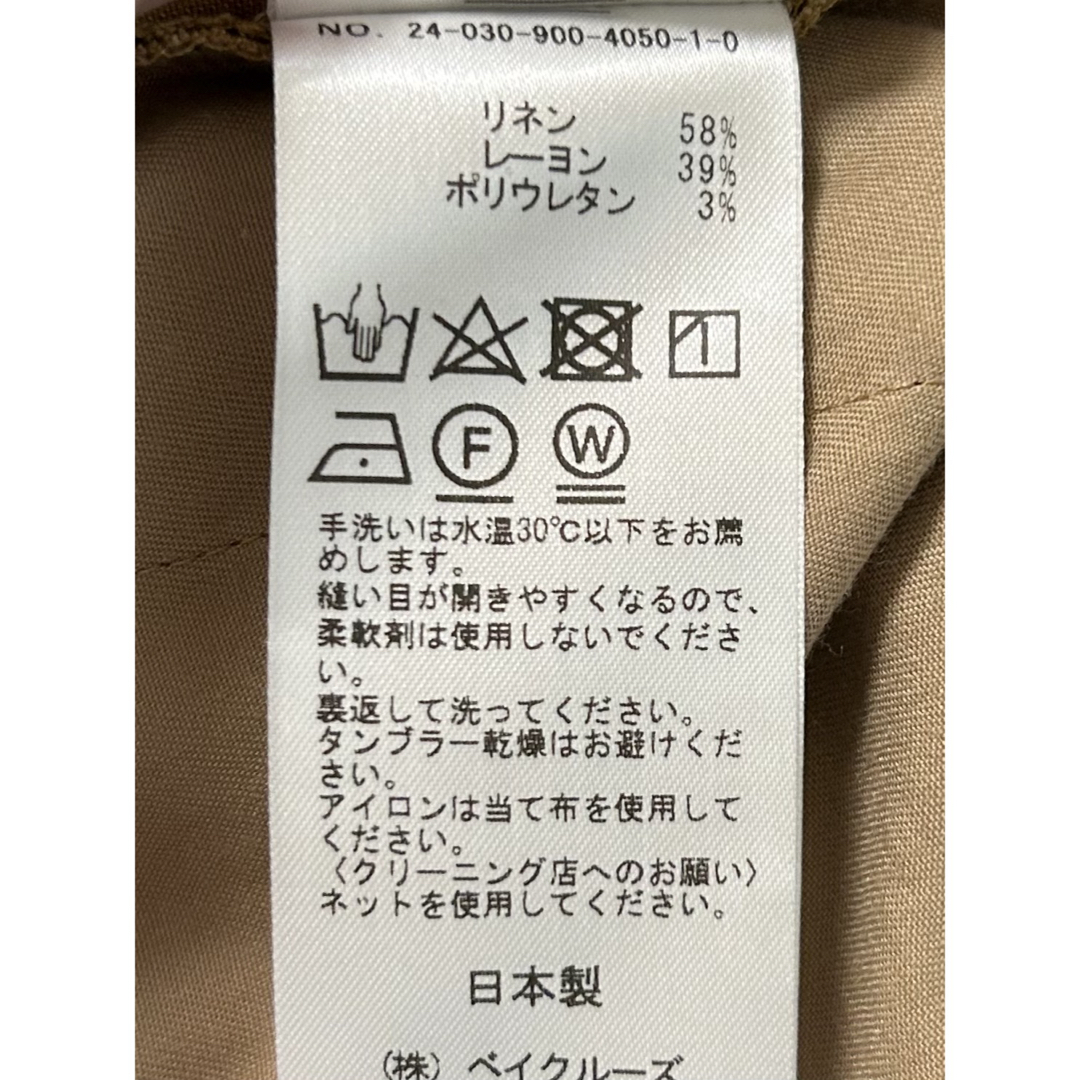 NO. 24-030-900-4050-1-0
リネン 58%
レーヨン 39%
ポリウレタン 3%
F W
手洗いは水温30℃以下をお薦
めします。
縫い目が開きやすくなるので、
柔軟剤は使用しないでくださ
い。
裏返して洗ってください。
タンブラー乾燥はお避けくだ
さい。
アイロンは当て布を使用して
ください。
〈クリーニング店へのお願い〉
ネットを使用してください。
日本製
(株) ベイクルーズ